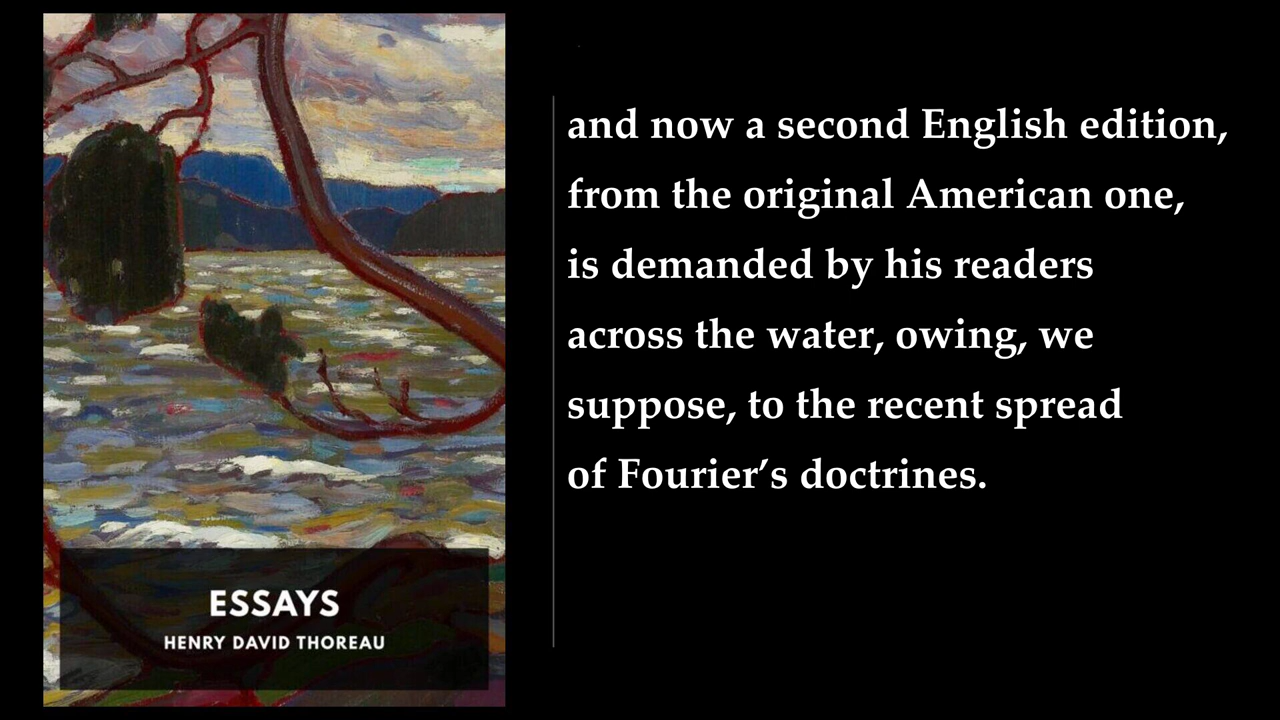 ESSAYS
HENRY DAVID THOREAU
and now a second English edition,
from the original American one,
is demanded by his readers
across the water, owing, we
suppose, to the recent spread
of Fourier’s doctrines.